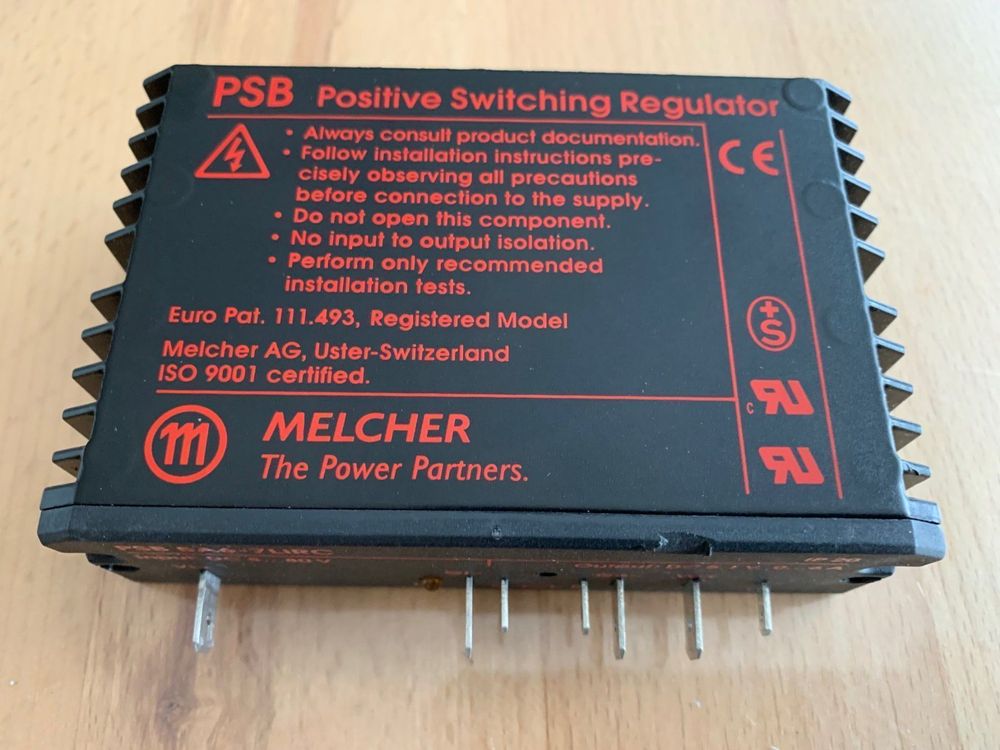 PSB Positive Switching Regulator
• Always consult product documentation.
• Follow installation instructions pre-
cisely observing all precautions
before connection to the supply.
• Do not open this component.
• No input to output isolation.
• Perform only recommended
installation tests.
CE
Euro Pat. 111.493, Registered Model
+S
Melcher AG, Uster-Switzerland
ISO 9001 certified.
c RU
m MELCHER
RU
The Power Partners.